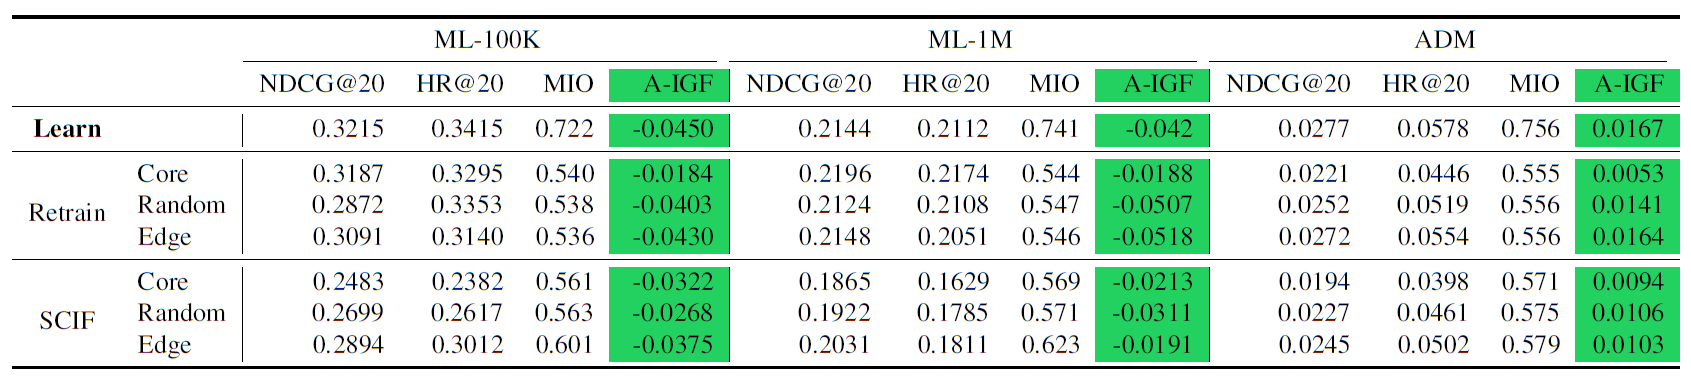 ML-100K ML-1M ADM
NDCG@20 HR@20 MIO A-IGF NDCG@20 HR@20 MIO A-IGF NDCG@20 HR@20 MIO A-IGF
Learn 0.3215 0.3415 0.722 -0.0450 0.2144 0.2112 0.741 -0.042 0.0277 0.0578 0.756 0.0167
Core 0.3187 0.3295 0.540 -0.0184 0.2196 0.2174 0.544 -0.0188 0.0221 0.0446 0.555 0.0053
Retrain Random 0.2872 0.3353 0.538 -0.0403 0.2124 0.2108 0.547 -0.0507 0.0252 0.0519 0.556 0.0141
Edge 0.3091 0.3140 0.536 -0.0430 0.2148 0.2051 0.546 -0.0518 0.0272 0.0554 0.556 0.0164
Core 0.2483 0.2382 0.561 -0.0322 0.1865 0.1629 0.569 -0.0213 0.0194 0.0398 0.571 0.0094
SCIF Random 0.2699 0.2617 0.563 -0.0268 0.1922 0.1785 0.571 -0.0311 0.0227 0.0461 0.575 0.0106
Edge 0.2894 0.3012 0.601 -0.0375 0.2031 0.1811 0.623 -0.0191 0.0245 0.0502 0.579 0.0103